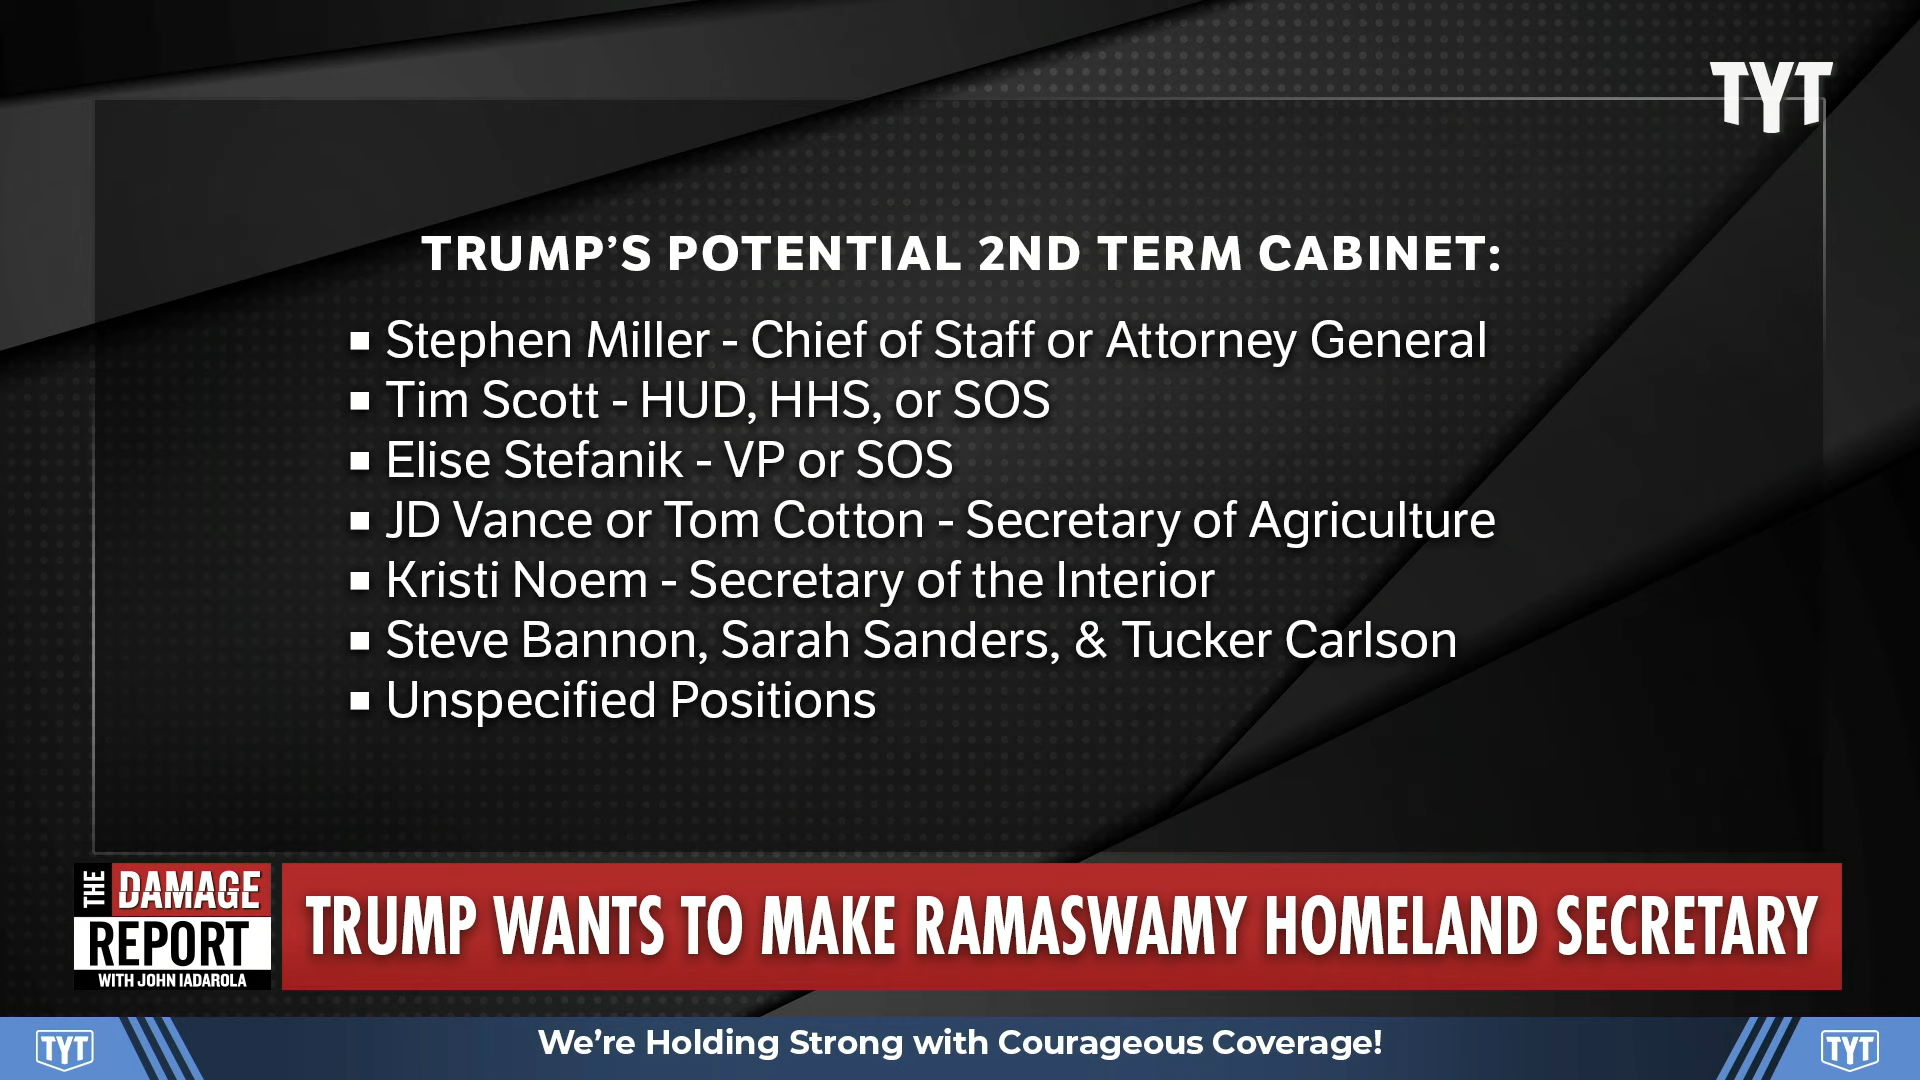 TYT
TRUMP’S POTENTIAL 2ND TERM CABINET:
▪ Stephen Miller - Chief of Staff or Attorney General
▪ Tim Scott - HUD, HHS, or SOS
▪ Elise Stefanik - VP or SOS
▪ JD Vance or Tom Cotton - Secretary of Agriculture
▪ Kristi Noem - Secretary of the Interior
▪ Steve Bannon, Sarah Sanders, & Tucker Carlson
▪ Unspecified Positions
THE DAMAGE
REPORT
WITH JOHN IADAROLA
TRUMP WANTS TO MAKE RAMASWAMY HOMELAND SECRETARY
TYT
We’re Holding Strong with Courageous Coverage!
TYT